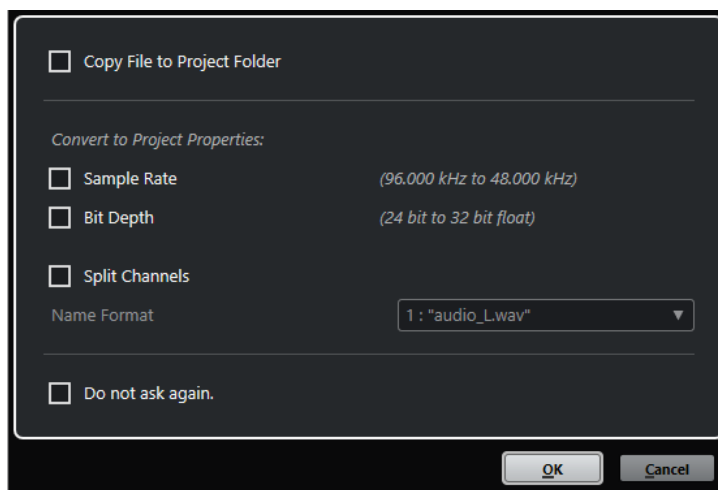 Copy File to Project Folder
Convert to Project Properties:
Sample Rate (96.000 kHz to 48.000 kHz)
Bit Depth (24 bit to 32 bit float)
Split Channels
Name Format 1 : "audio_L.wav"
Do not ask again.
OK Cancel